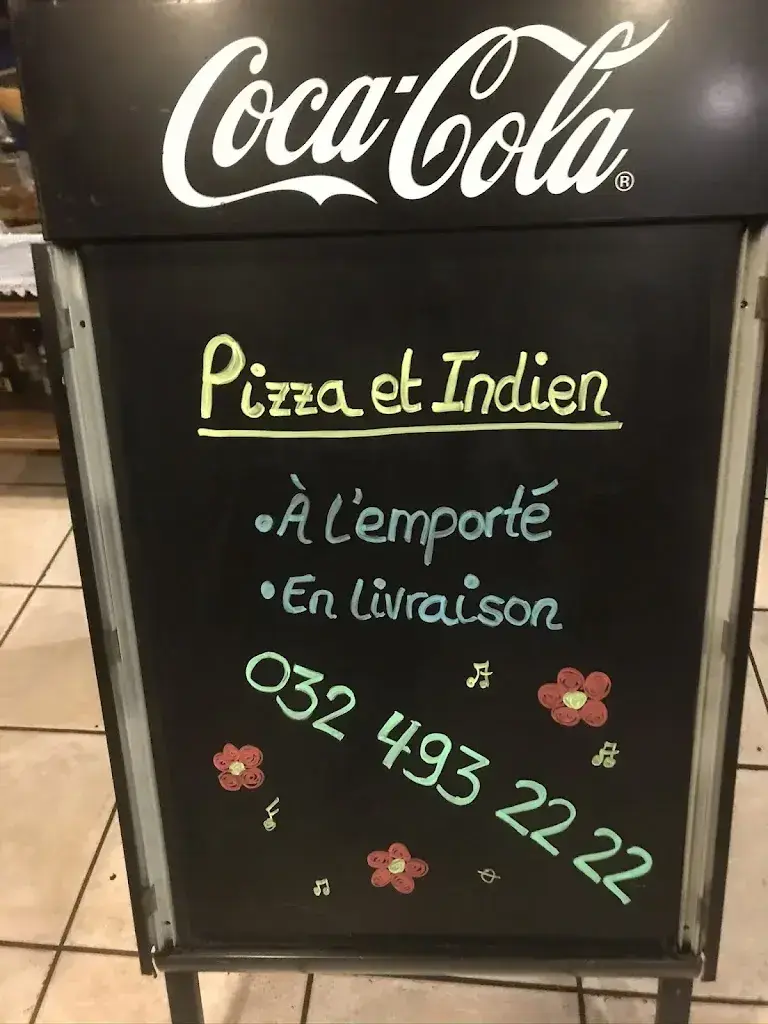 Coca-Cola®
Pizza et Indien
•À l'emporté
•En livraison
032 493 22 22